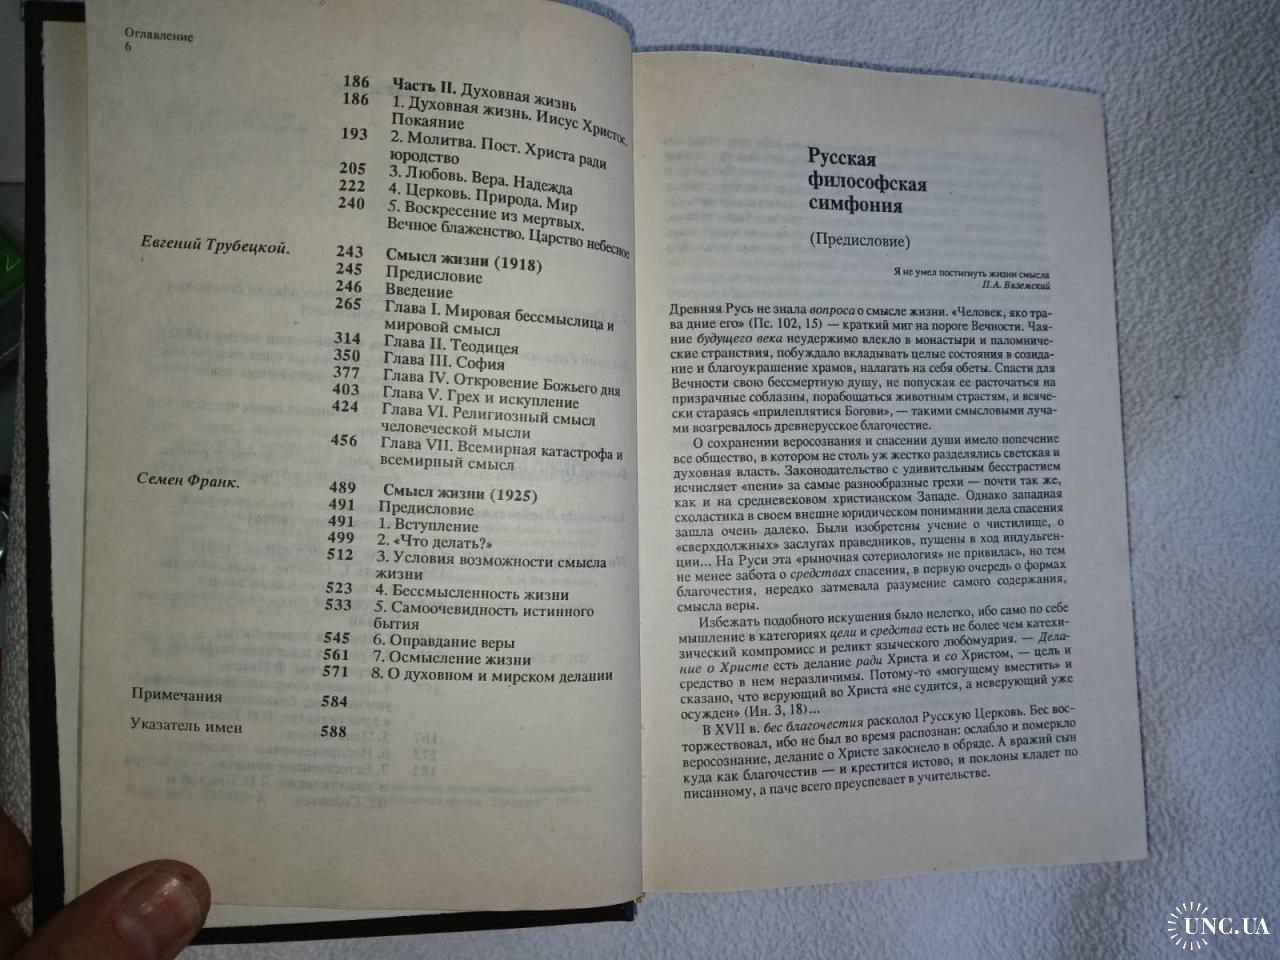 Оглавление
6
186 Часть II. Духовная жизнь
186 1. Духовная жизнь. Иисус Христос.
Покаяние
193 2. Молитва. Пост. Христа ради
юродство
205 3. Любовь. Вера. Надежда
222 4. Церковь. Природа. Мир
240 5. Воскресение из мертвых.
Вечное блаженство. Царство небесное
Евгений Трубецкой. 243 Смысл жизни (1918)
245 Предисловие
246 Введение
265 Глава I. Мировая бессмыслица и
мировой смысл
314 Глава II. Теодицея
350 Глава III. София
377 Глава IV. Откровение Божьего дня
403 Глава V. Грех и искупление
424 Глава VI. Религиозный смысл
человеческой мысли
456 Глава VII. Всемирная катастрофа и
всемирный смысл
Семен Франк. 489 Смысл жизни (1925)
491 Предисловие
491 1. Вступление
499 2. «Что делать?»
512 3. Условия возможности смысла
жизни
523 4. Бессмысленность жизни
533 5. Самоочевидность истинного
бытия
545 6. Оправдание веры
561 7. Осмысление жизни
571 8. О духовном и мирском делании
Примечания 584
Указатель имен 588
Русская
философская
симфония
(Предисловие)
Я не умел постигнуть жизни смысла
П.А. Вяземский
Древняя Русь не знала вопроса о смысле жизни. «Человек, яко тра-
ва дние его» (Пс. 102, 15) — краткий миг на пороге Вечности. Чая-
ние будущего века неудержимо влекло в монастыри и паломниче-
ские странствия, побуждало вкладывать целые состояния в созида-
ние и благоукрашение храмов, налагать на себя обеты. Спасти для
Вечности свою бессмертную душу, не попуская ее расточаться на
призрачные соблазны, порабощаться животным страстям, и всяче-
ски стараясь «прилеплятися Богови», — такими смысловыми луча-
ми возгревалось древнерусское благочестие.
О сохранении веросознания и спасении души имело попечение
все общество, в котором не столь уж жестко разделялись светская и
духовная власть. Законодательство с удивительным бесстрастием
исчисляет «пени» за самые разнообразные грехи — почти так же,
как и на средневековом христианском Западе. Однако западная
схоластика в своем внешне юридическом понимании дела спасения
зашла очень далеко. Были изобретены учение о чистилище, о
«сверхдолжных» заслугах праведников, пущены в ход индульген-
ции... На Руси эта «рыночная сотериология» не привилась, но тем
не менее забота о средствах спасения, в первую очередь о формах
благочестия, нередко затмевала разумение самого содержания,
смысла веры.
Избежать подобного искушения было нелегко, ибо само по себе
мышление в категориях цели и средства есть не более чем катехи-
зический компромисс и реликт языческого любомудрия. — Дела-
ние о Христе есть делание ради Христа и со Христом, — цель и
средство в нем неразличимы. Потому-то «могущему вместить» и
сказано, что верующий во Христа «не судится, а неверующий уже
осужден» (Ин. 3, 18)...
В XVII в. бес благочестия расколол Русскую Церковь. Бес вос-
торжествовал, ибо не был во время распознан: ослабло и померкло
веросознание, делание о Христе закоснело в обряде. А вражий сын
куда как благочестив — и крестится истово, и поклоны кладет по
писанному, а паче всего преуспевает в учительстве.
UNC.UA